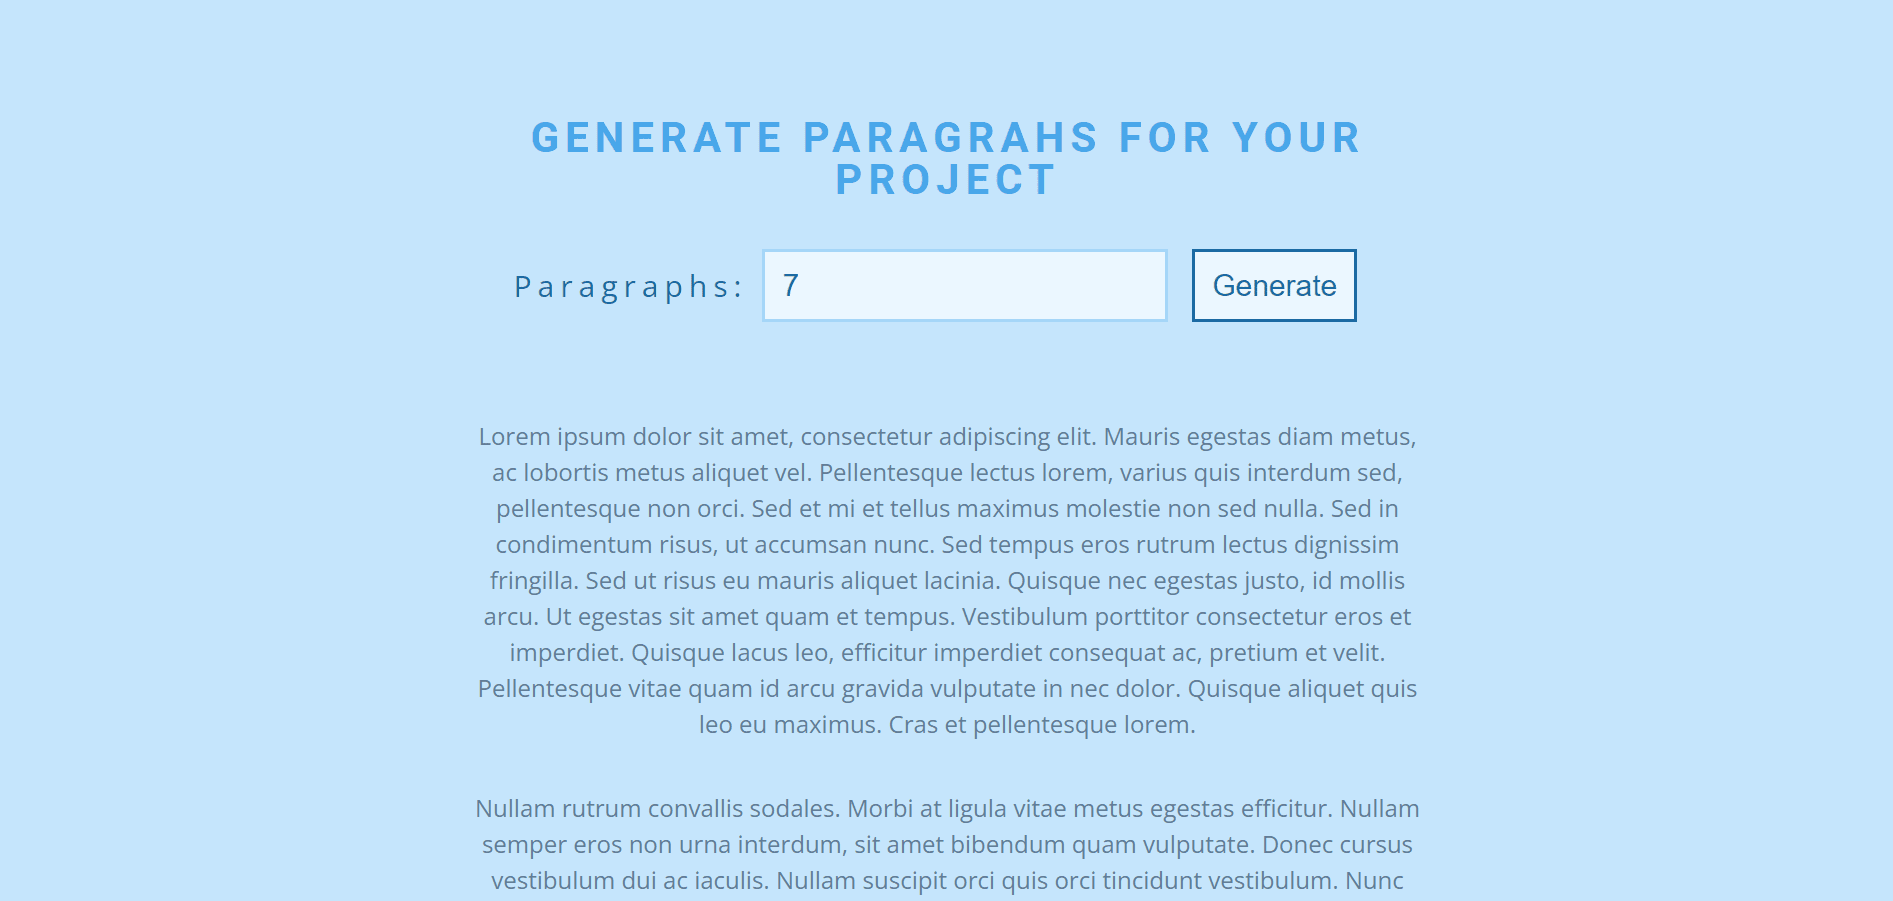 GENERATE PARAGRAHS FOR YOUR
PROJECT
Paragraphs: 7 Generate
Lorem ipsum dolor sit amet, consectetur adipiscing elit. Mauris egestas diam metus,
ac lobortis metus aliquet vel. Pellentesque lectus lorem, varius quis interdum sed,
pellentesque non orci. Sed et mi et tellus maximus molestie non sed nulla. Sed in
condimentum risus, ut accumsan nunc. Sed tempus eros rutrum lectus dignissim
fringilla. Sed ut risus eu mauris aliquet lacinia. Quisque nec egestas justo, id mollis
arcu. Ut egestas sit amet quam et tempus. Vestibulum porttitor consectetur eros et
imperdiet. Quisque lacus leo, efficitur imperdiet consequat ac, pretium et velit.
Pellentesque vitae quam id arcu gravida vulputate in nec dolor. Quisque aliquet quis
leo eu maximus. Cras et pellentesque lorem.
Nullam rutrum convallis sodales. Morbi at ligula vitae metus egestas efficitur. Nullam
semper eros non urna interdum, sit amet bibendum quam vulputate. Donec cursus
vestibulum dui ac iaculis. Nullam suscipit orci quis orci tincidunt vestibulum. Nunc